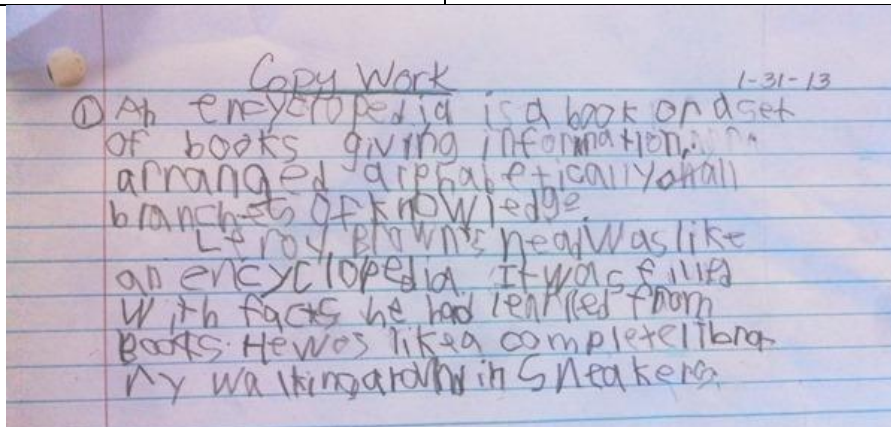 Copy Work
1-31-13
① An encyclopedia is a book or a set
of books giving information,
arranged alphabetically, on all
branches of knowledge.
Leroy Brown's head was like
an encyclopedia. It was filled
with facts he had learned from
books. He was like a complete libra
ry walking around in sneakers.